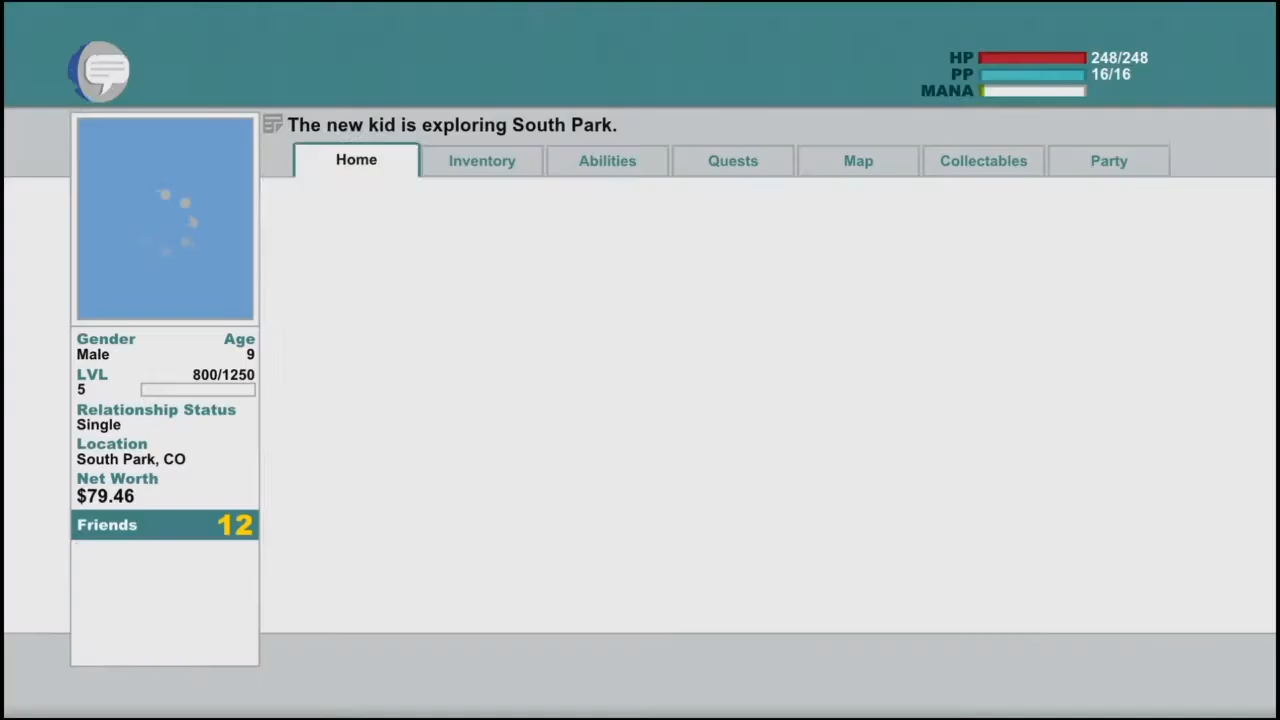 HP 248/248
PP 16/16
MANA
The new kid is exploring South Park.
Home Inventory Abilities Quests Map Collectables Party
Gender Age
Male 9
LVL 800/1250
5
Relationship Status
Single
Location
South Park, CO
Net Worth
$79.46
Friends 12